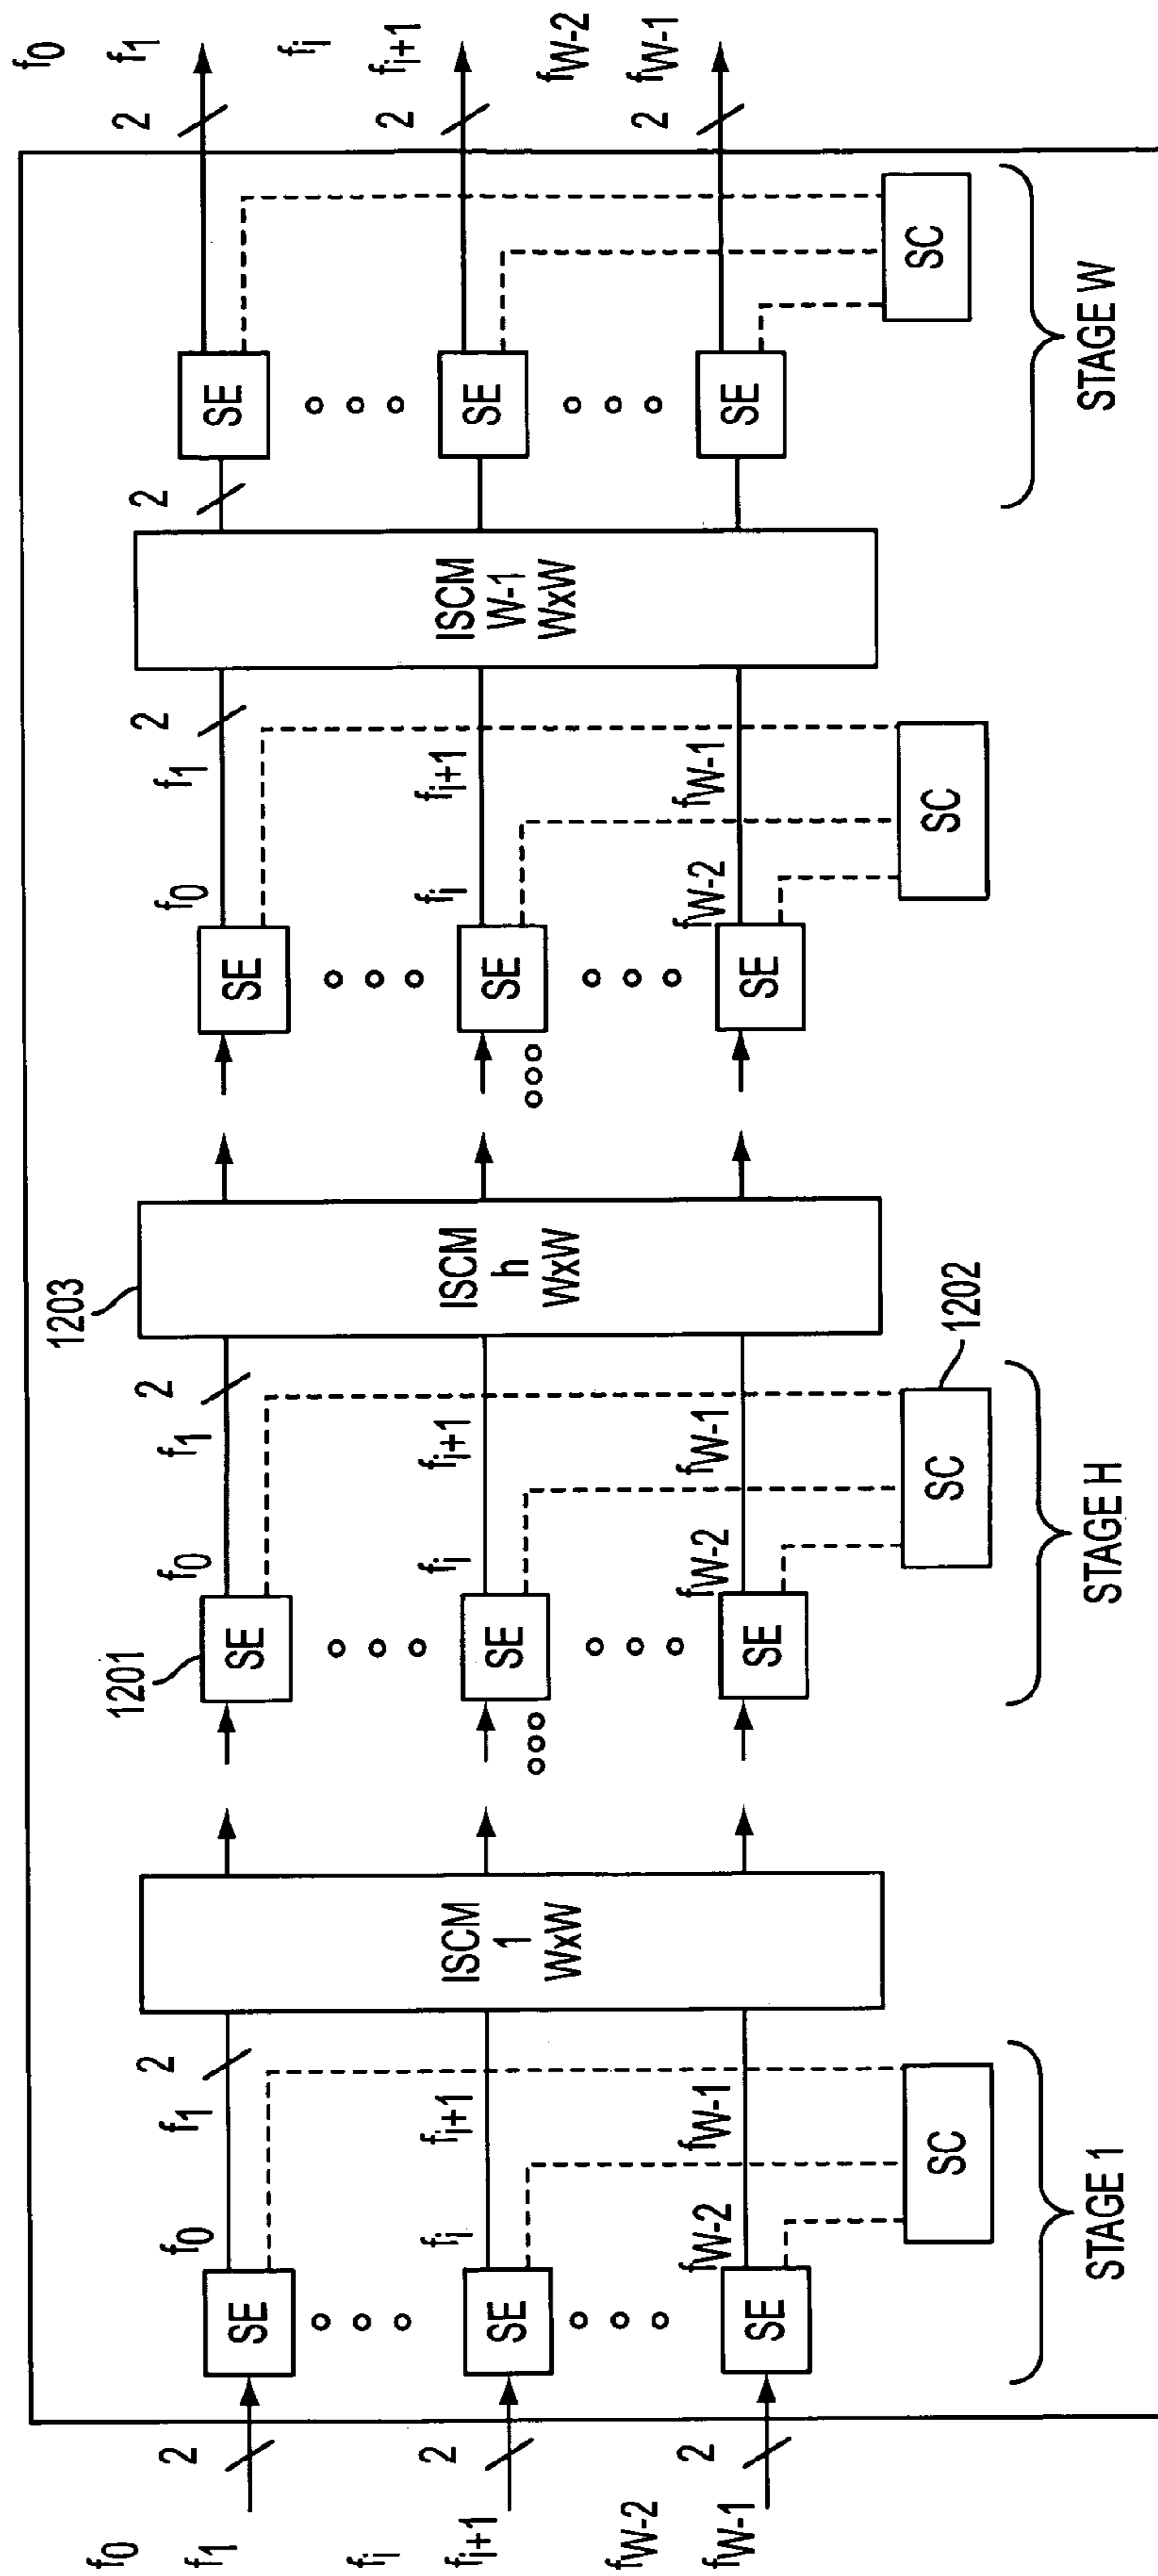 f0
f1
2
fi
fi+1
2
fW-2
fW-1
2
SE
SE
SE
f0 f1 2
fi fi+1
fW-2 fW-1
SC
STAGE 1
ISCM
1
WxW
1201
SE
SE
SE
f0 f1 2
fi fi+1
fW-2 fW-1
SC
1202
STAGE H
1203
ISCM
h
WxW
SE
SE
SE
f0 f1 2
fi fi+1
fW-2 fW-1
SC
ISCM
W-1
WxW
2
SE
SE
SE
SC
STAGE W
f0
f1
2
fi
fi+1
2
fW-2
fW-1
2